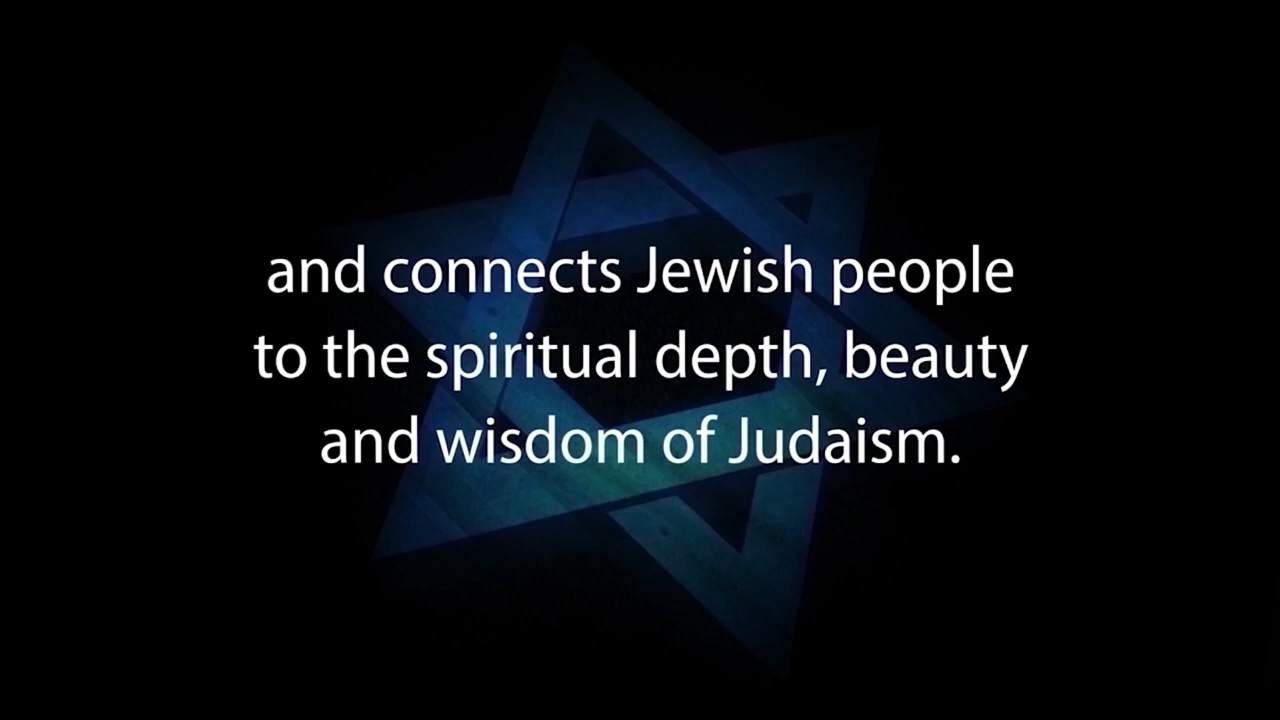 and connects Jewish people
to the spiritual depth, beauty
and wisdom of Judaism.